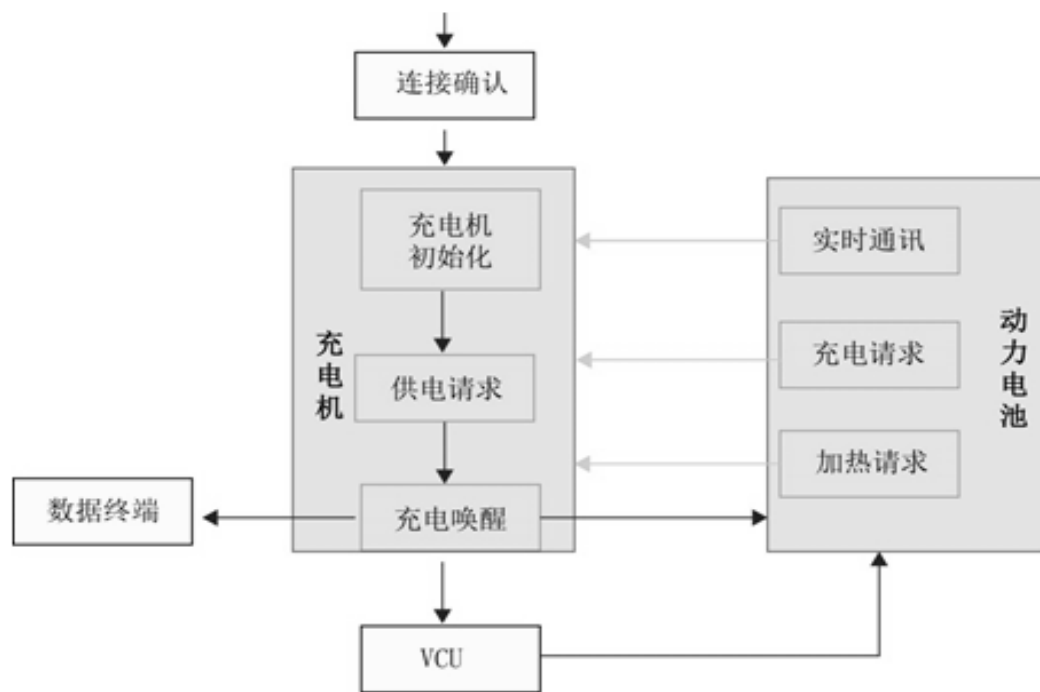 连接确认
充电机
初始化
实时通讯
充电机
供电请求
充电请求
动力电池
加热请求
数据终端
充电唤醒
VCU